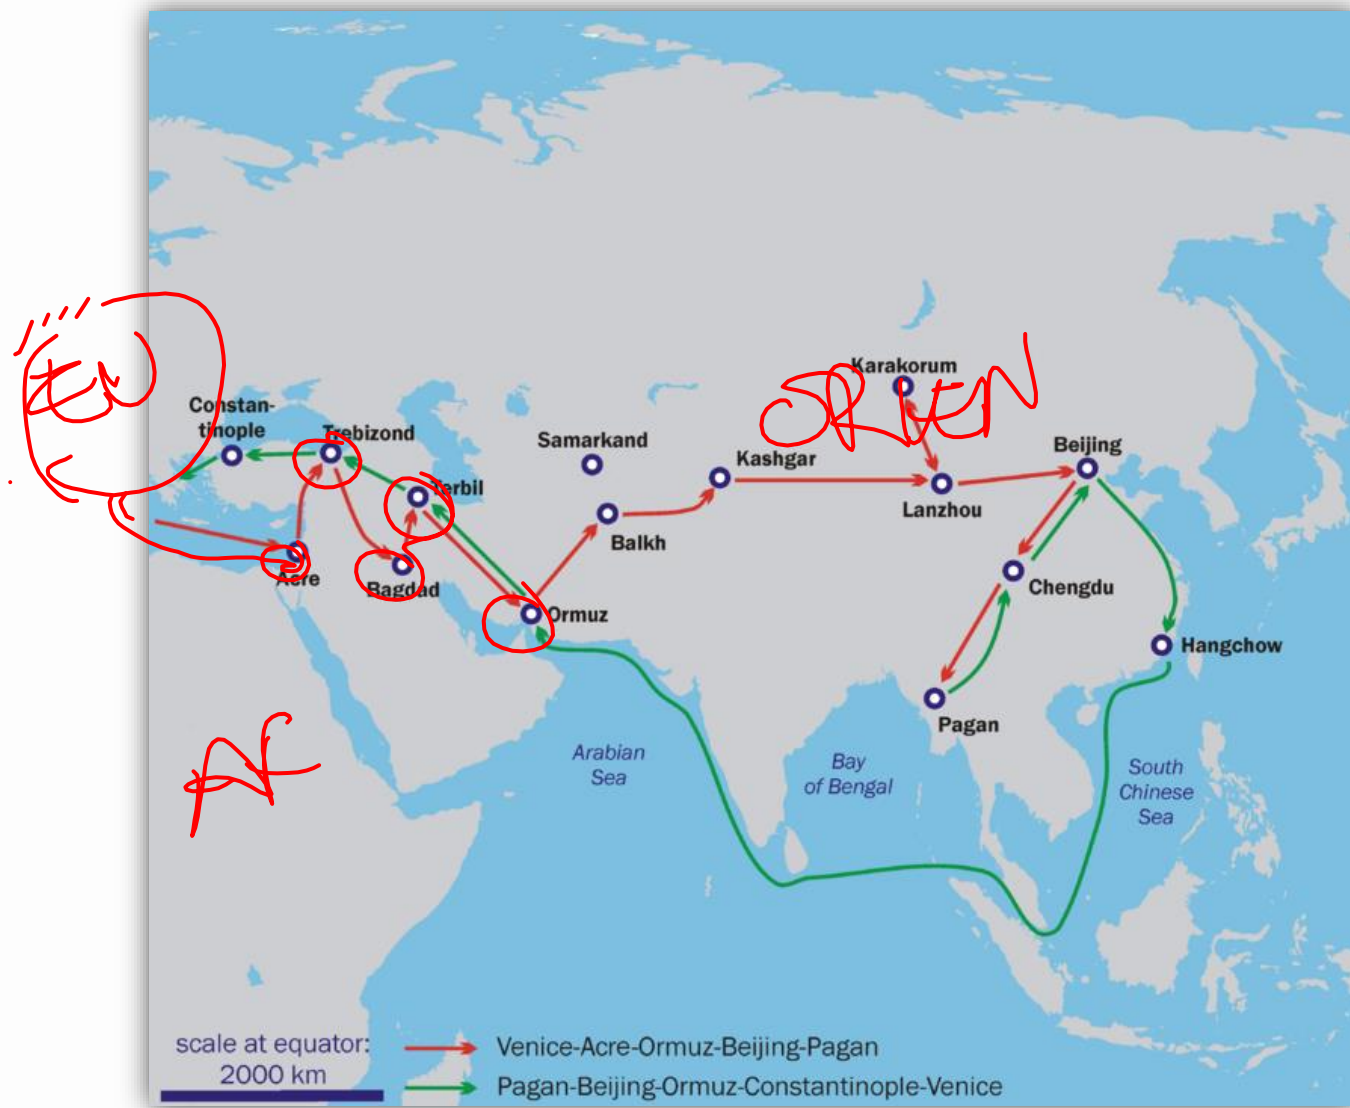 EU
Karakorum
ORIEN
Constan-
tinople
Trebizond
Samarkand
Kashgar
Beijing
Terbil
Lanzhou
Balkh
Acre
Bagdad
Chengdu
Ormuz
Hangchow
Pagan
Arabian
Sea
Bay
of Bengal
South
Chinese
Sea
AF
scale at equator:
2000 km
Venice-Acre-Ormuz-Beijing-Pagan
Pagan-Beijing-Ormuz-Constantinople-Venice